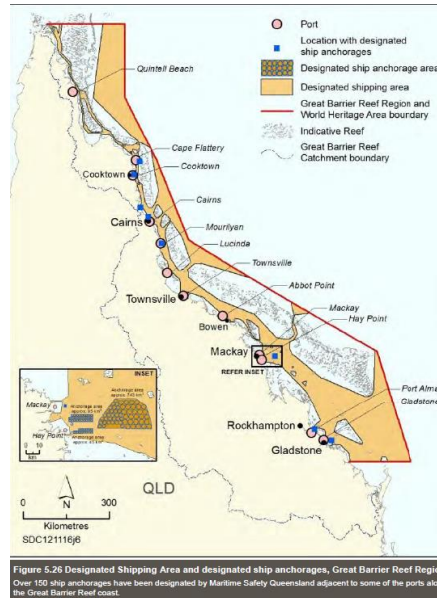 Port
Location with designated
ship anchorages
Designated ship anchorage area
Designated shipping area
Great Barrier Reef Region and
World Heritage Area boundary
Indicative Reef
Great Barrier Reef
Catchment boundary
Quintell Beach
Cape Flattery
Cooktown
Cooktown
Cairns
Cairns
Mourilyan
Lucinda
Townsville
Townsville
Abbot Point
Bowen
Mackay
Hay Point
Mackay
REFER INSET
Port Alma
Gladstone
Rockhampton
Gladstone
INSET
Mackay
Hay Point
0 10
km
QLD
N
0 300
Kilometres
SDC121116j6
Figure 5.26 Designated Shipping Area and designated ship anchorages, Great Barrier Reef Regio
Over 150 ship anchorages have been designated by Maritime Safety Queensland adjacent to some of the ports alo
the Great Barrier Reef coast.